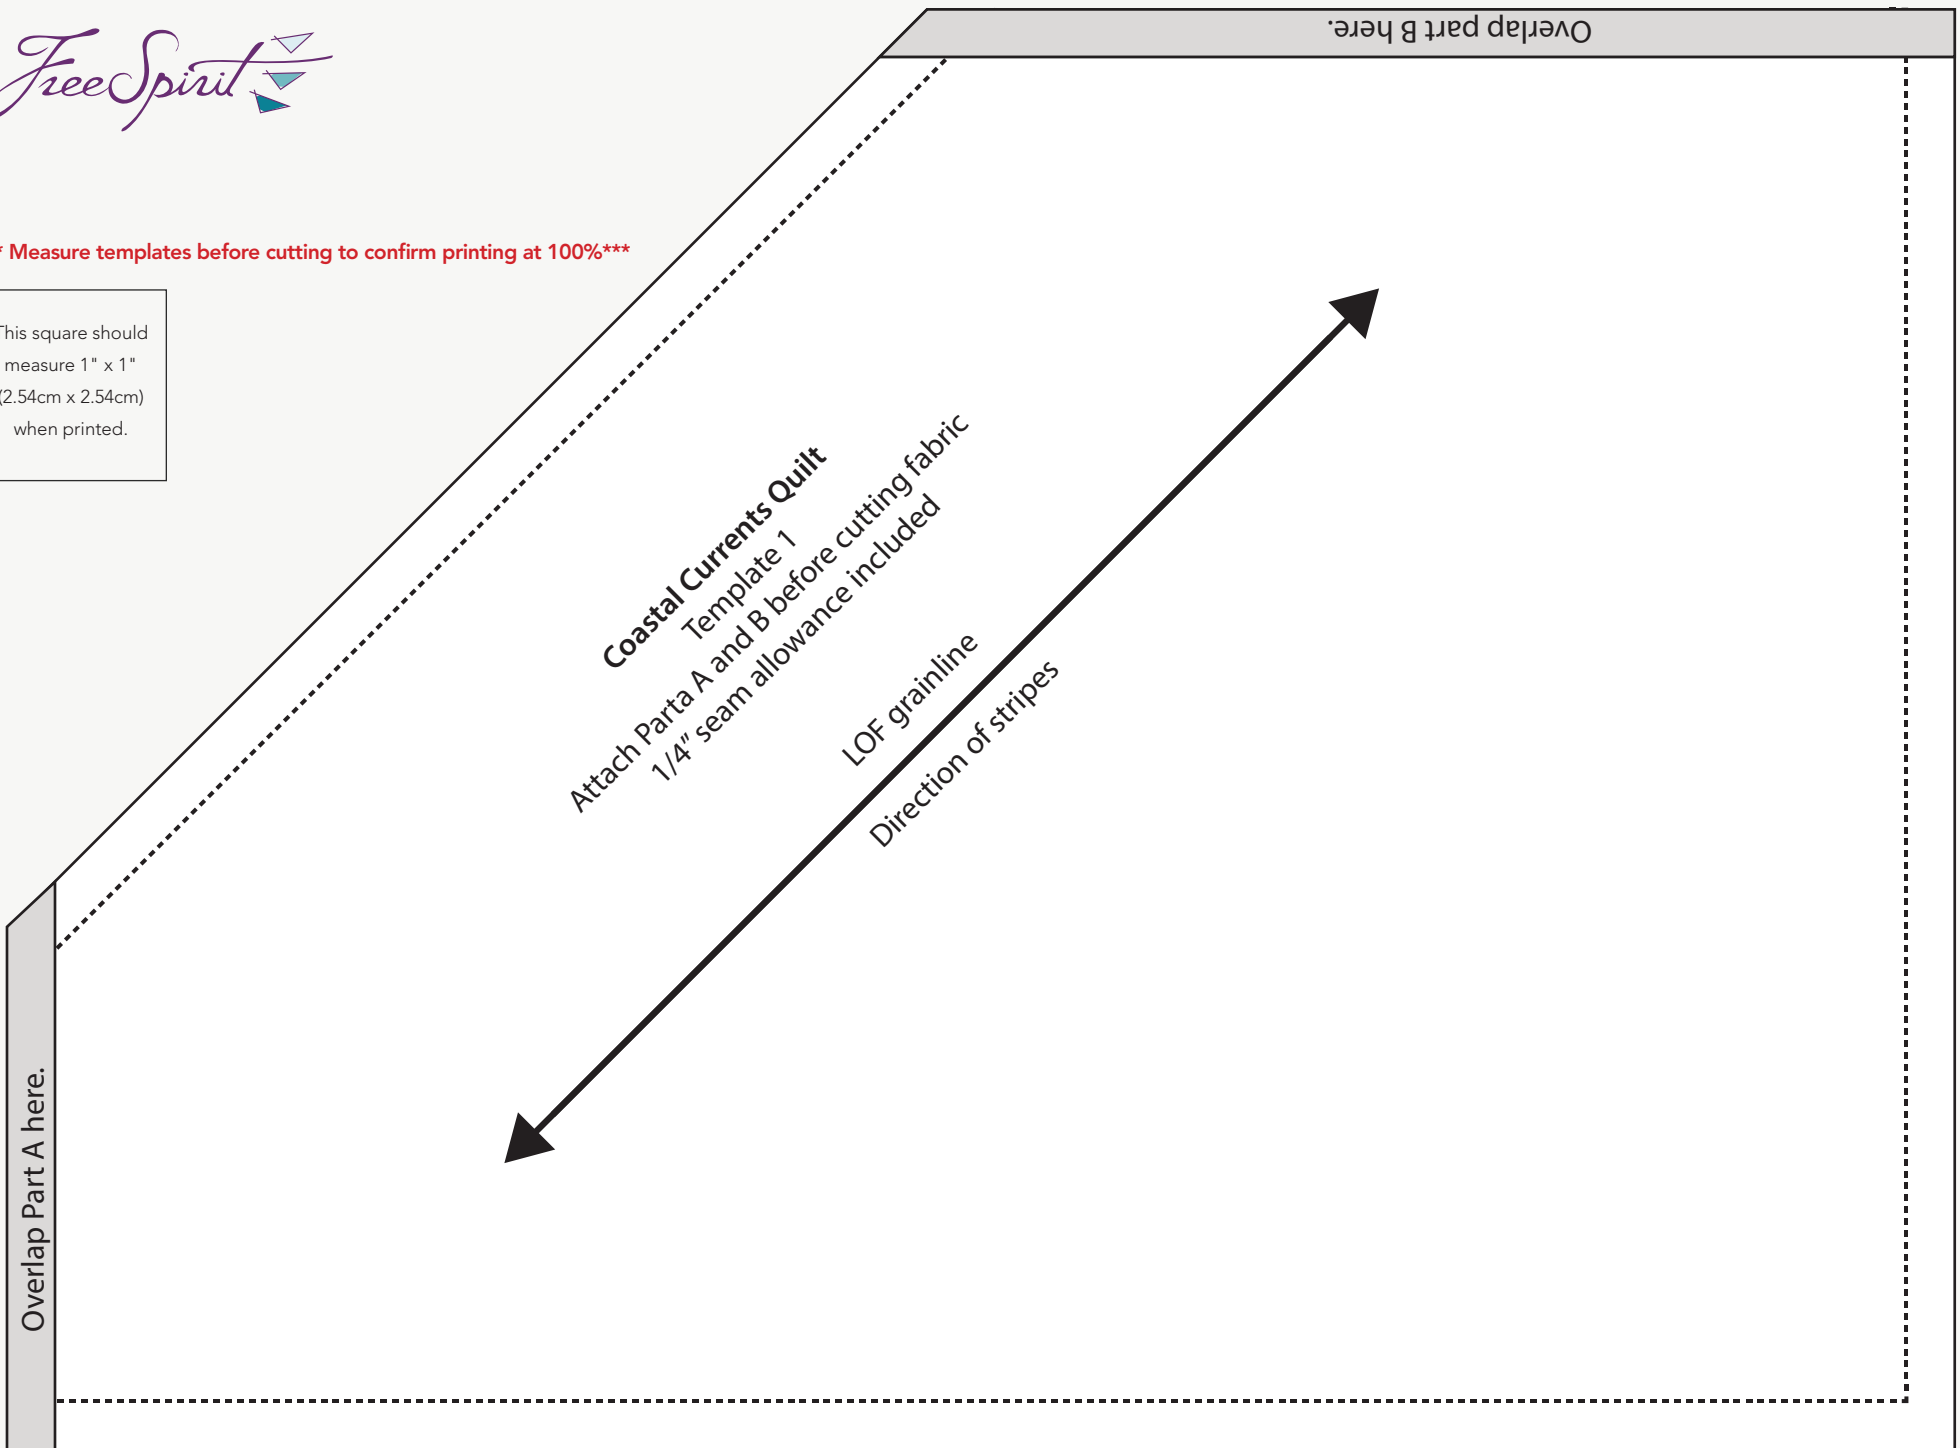 FreeSpirit
Overlap part B here.
* Measure templates before cutting to confirm printing at 100%***
This square should
measure 1" x 1"
(2.54cm x 2.54cm)
when printed.
Coastal Currents Quilt
Template 1
Attach Parta A and B before cutting fabric
1/4” seam allowance included
LOF grainline
Direction of stripes
Overlap Part A here.